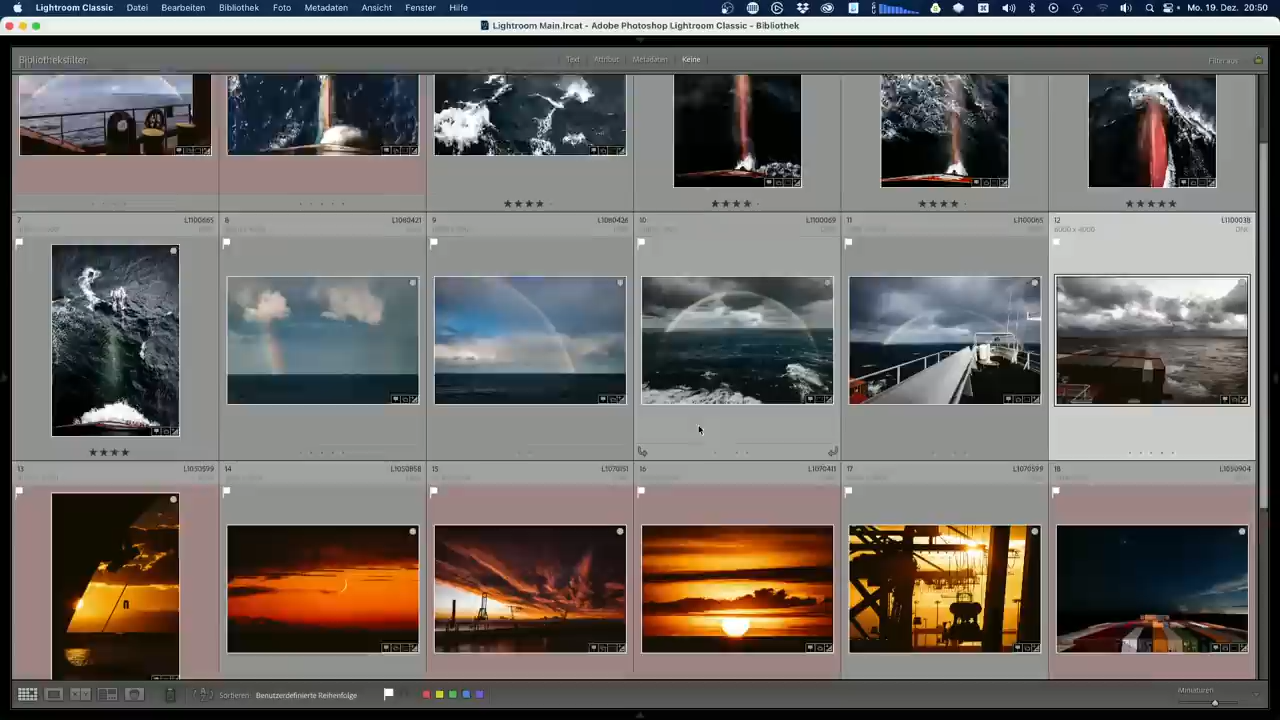 Lightroom Classic Datei Bearbeiten Bibliothek Foto Metadaten Ansicht Fenster Hilfe Mo. 19. Dez. 20:50
Lightroom Main.lrcat - Adobe Photoshop Lightroom Classic - Bibliothek
Bibliotheksfilter: Text Attribut Metadaten Keine Filter aus
7 L1100665 8 L1060421 9 L1060426 10 L1100069 11 L1100065 12 L1100038
6000 x 4000 DNG
13 L1050599 14 L1050858 15 L1070151 16 L1070411 17 L1070599 18 L1050904
Sortieren: Benutzerdefinierte Reihenfolge Miniaturen